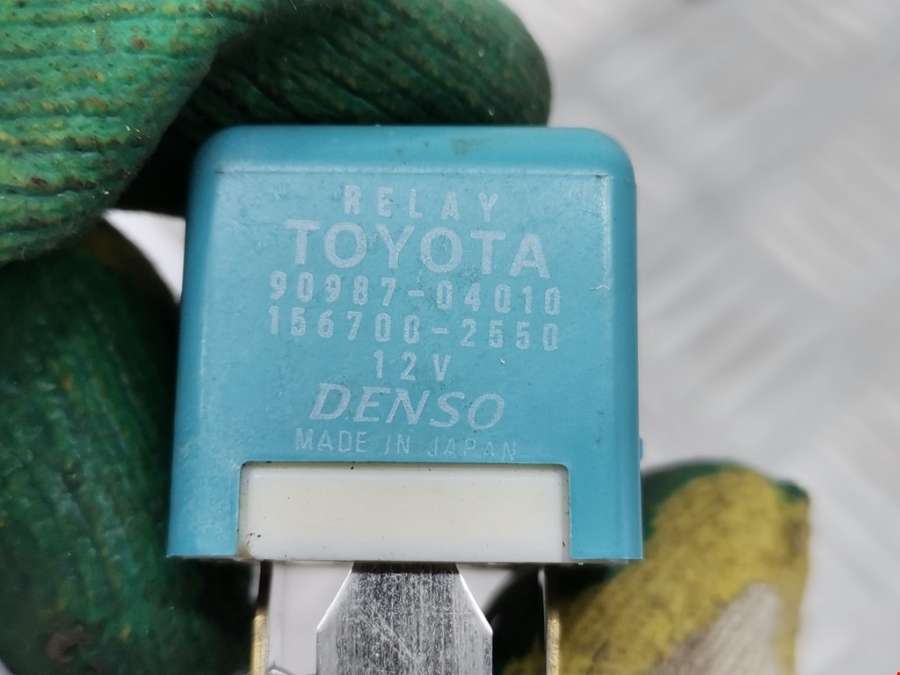 RELAY
TOYOTA
90987-04010
156700-2550
12V
DENSO
MADE IN JAPAN